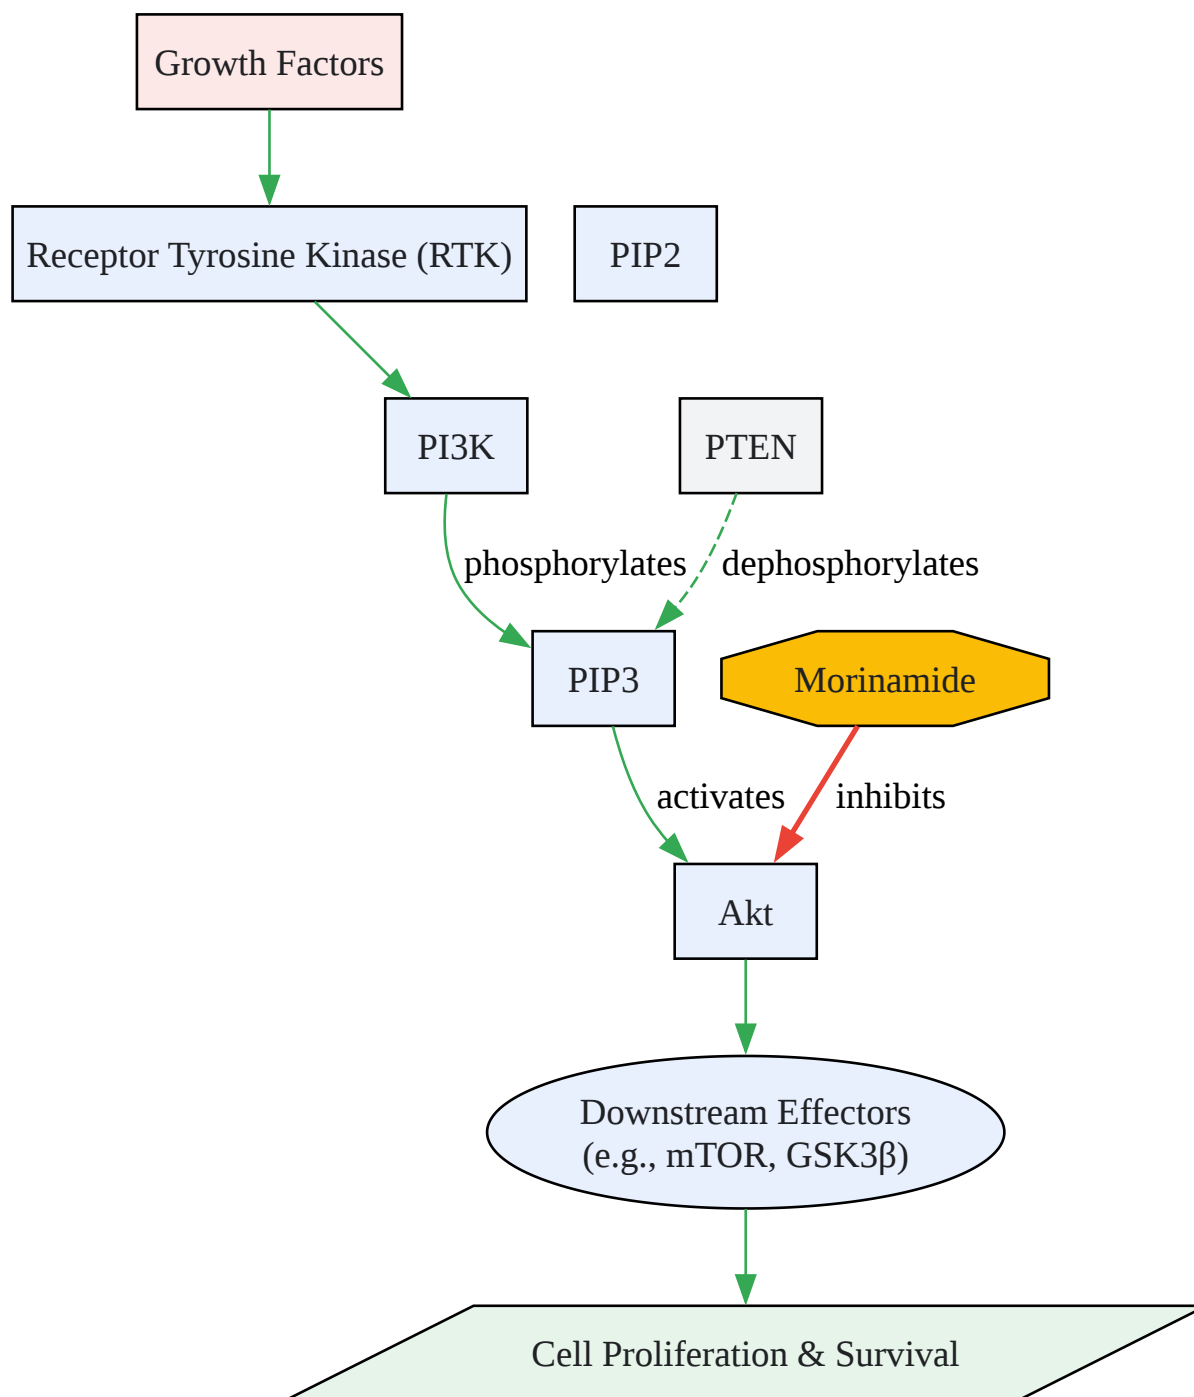 Growth Factors
Receptor Tyrosine Kinase (RTK)
PIP2
PI3K
PTEN
phosphorylates
dephosphorylates
PIP3
Morinamide
activates
inhibits
Akt
Downstream Effectors
(e.g., mTOR, GSK3β)
Cell Proliferation & Survival